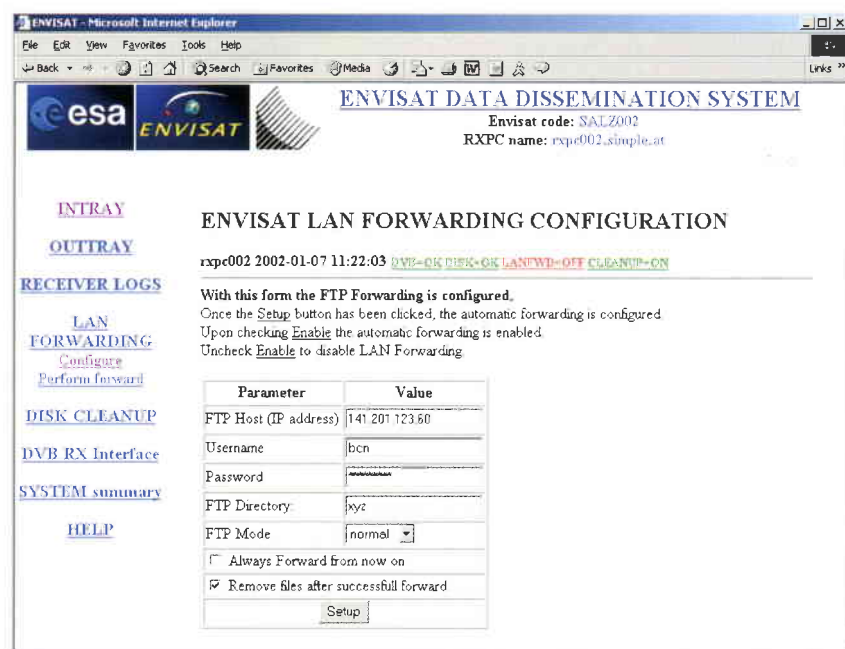 ENVISAT - Microsoft Internet Explorer
File Edit View Favorites Tools Help
Back Search Favorites Media Links »
esa ENVISAT
ENVISAT DATA DISSEMINATION SYSTEM
Envisat code: SALZ002
RXPC name: rxpc002.simple.at
INTRAY
OUTTRAY
RECEIVER LOGS
LAN
FORWARDING
Configure
Perform forward
DISK CLEANUP
DVB RX Interface
SYSTEM summary
HELP
ENVISAT LAN FORWARDING CONFIGURATION
rxpc002 2002-01-07 11:22:03 DVB=OK DISK=OK LANFWD=OFF CLEANUP=ON
With this form the FTP Forwarding is configured.
Once the Setup button has been clicked, the automatic forwarding is configured.
Upon checking Enable the automatic forwarding is enabled.
Uncheck Enable to disable LAN Forwarding.
Parameter Value
FTP Host (IP address) 141.201.123.60
Username bcn
Password *********
FTP Directory: xyz
FTP Mode normal
Always Forward from now on
Remove files after successfull forward
Setup